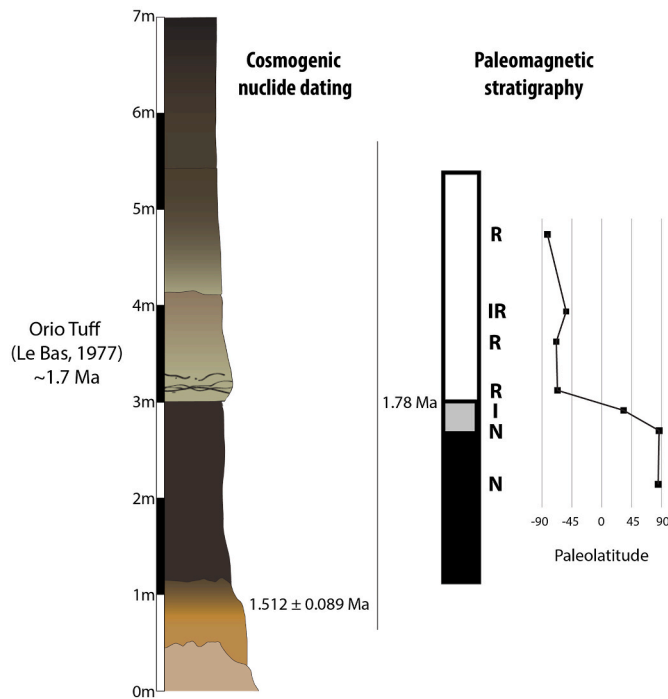 7m
Cosmogenic
nuclide dating
Paleomagnetic
stratigraphy
6m
5m
R
4m
Orio Tuff
(Le Bas, 1977)
~1.7 Ma
IR
R
3m
1.78 Ma
R
I
N
2m
N
-90 -45 0 45 90
Paleolatitude
1m
1.512 ± 0.089 Ma
0m